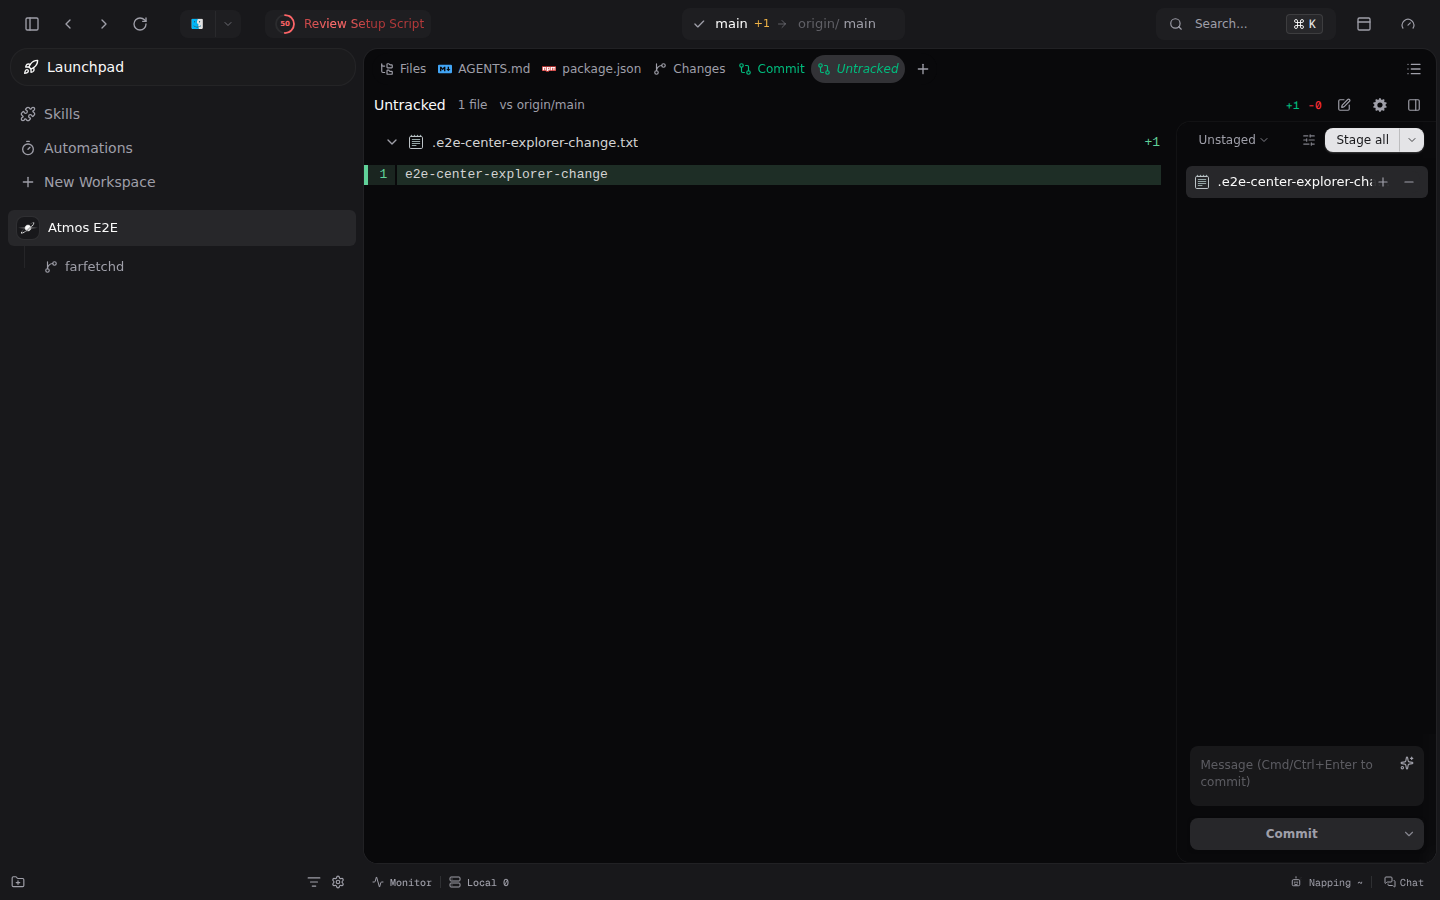 50 Review Setup Script
main +1 origin/ main
Search... ⌘ K
Launchpad
Skills
Automations
New Workspace
Atmos E2E
farfetchd
Files AGENTS.md package.json Changes Commit Untracked
Untracked 1 file vs origin/main +1 -0
.e2e-center-explorer-change.txt +1
1 e2e-center-explorer-change
Unstaged Stage all
.e2e-center-explorer-cha
Message (Cmd/Ctrl+Enter to
commit)
Commit
Monitor Local 0 Napping ~ Chat